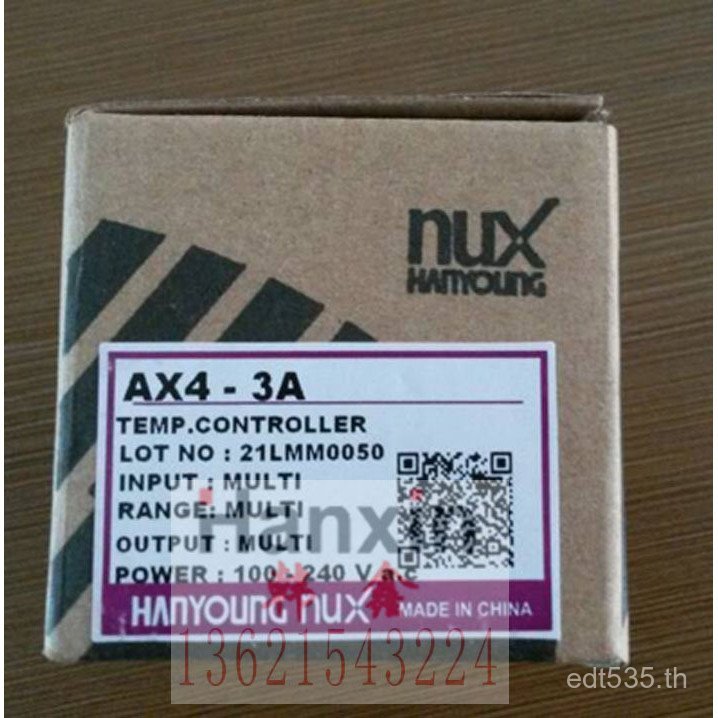 nux
HANYOUNG
AX4 - 3A
TEMP.CONTROLLER
LOT NO : 21LMM0050
INPUT : MULTI
RANGE: MULTI
OUTPUT : MULTI
POWER : 100 - 240 V a.c
HANYOUNG nux MADE IN CHINA
13621543224
edt535.th